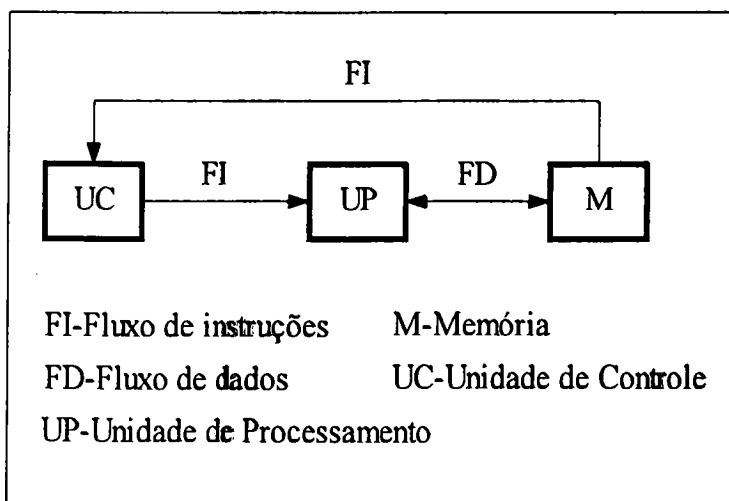 FI
UC
FI
UP
FD
M
FI-Fluxo de instruções
M-Memória
FD-Fluxo de dados
UC-Unidade de Controle
UP-Unidade de Processamento